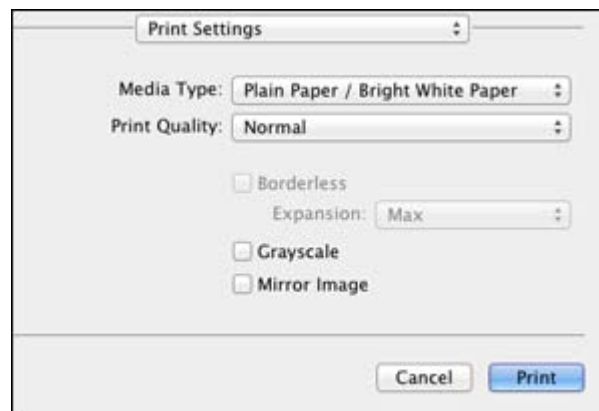 Print Settings
Media Type: Plain Paper / Bright White Paper
Print Quality: Normal
Borderless
Expansion: Max
Grayscale
Mirror Image
Cancel Print